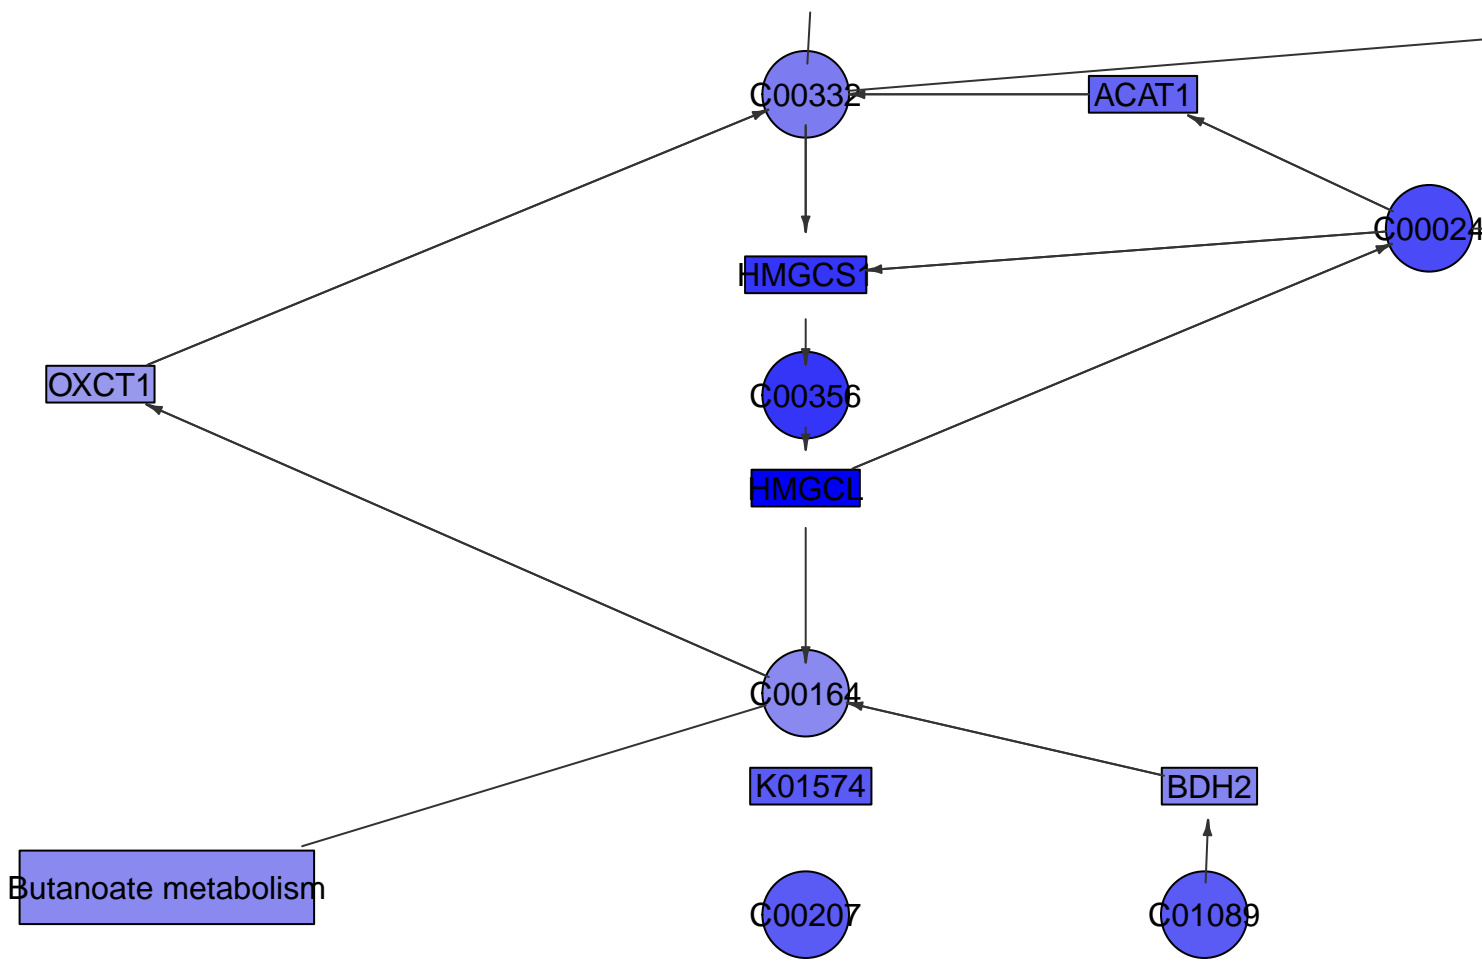 C00332
ACAT1
C00024
HMGCS1
OXCT1
C00356
HMGCL
C00164
K01574
BDH2
Butanoate metabolism
C00207
C01089